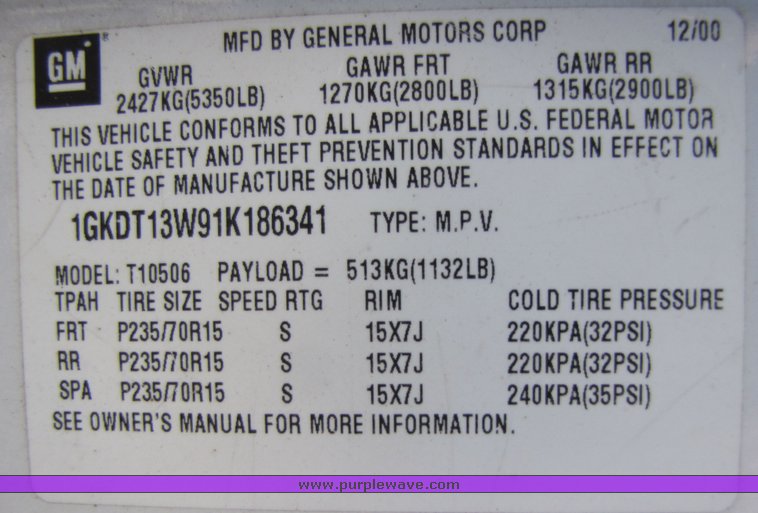 GM®
MFD BY GENERAL MOTORS CORP 12/00
GVWR GAWR FRT GAWR RR
2427KG(5350LB) 1270KG(2800LB) 1315KG(2900LB)
THIS VEHICLE CONFORMS TO ALL APPLICABLE U.S. FEDERAL MOTOR
VEHICLE SAFETY AND THEFT PREVENTION STANDARDS IN EFFECT ON
THE DATE OF MANUFACTURE SHOWN ABOVE.
1GKDT13W91K186341 TYPE: M.P.V.
MODEL: T10506 PAYLOAD = 513KG(1132LB)
TPAH TIRE SIZE SPEED RTG RIM COLD TIRE PRESSURE
FRT P235/70R15 S 15X7J 220KPA(32PSI)
RR P235/70R15 S 15X7J 220KPA(32PSI)
SPA P235/70R15 S 15X7J 240KPA(35PSI)
SEE OWNER'S MANUAL FOR MORE INFORMATION.
www.purplewave.com